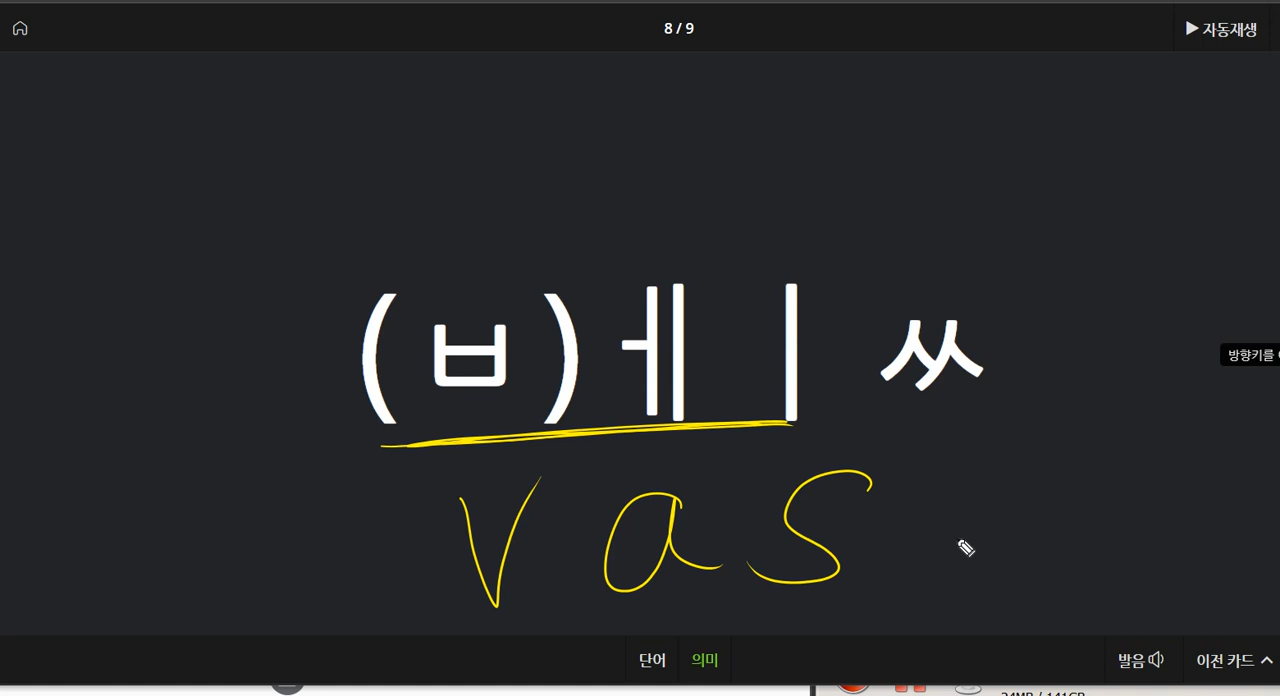 8 / 9
▶ 자동재생
(ㅂ)ㅔㅣㅆ
vas
방향키를
단어
의미
발음
이전 카드